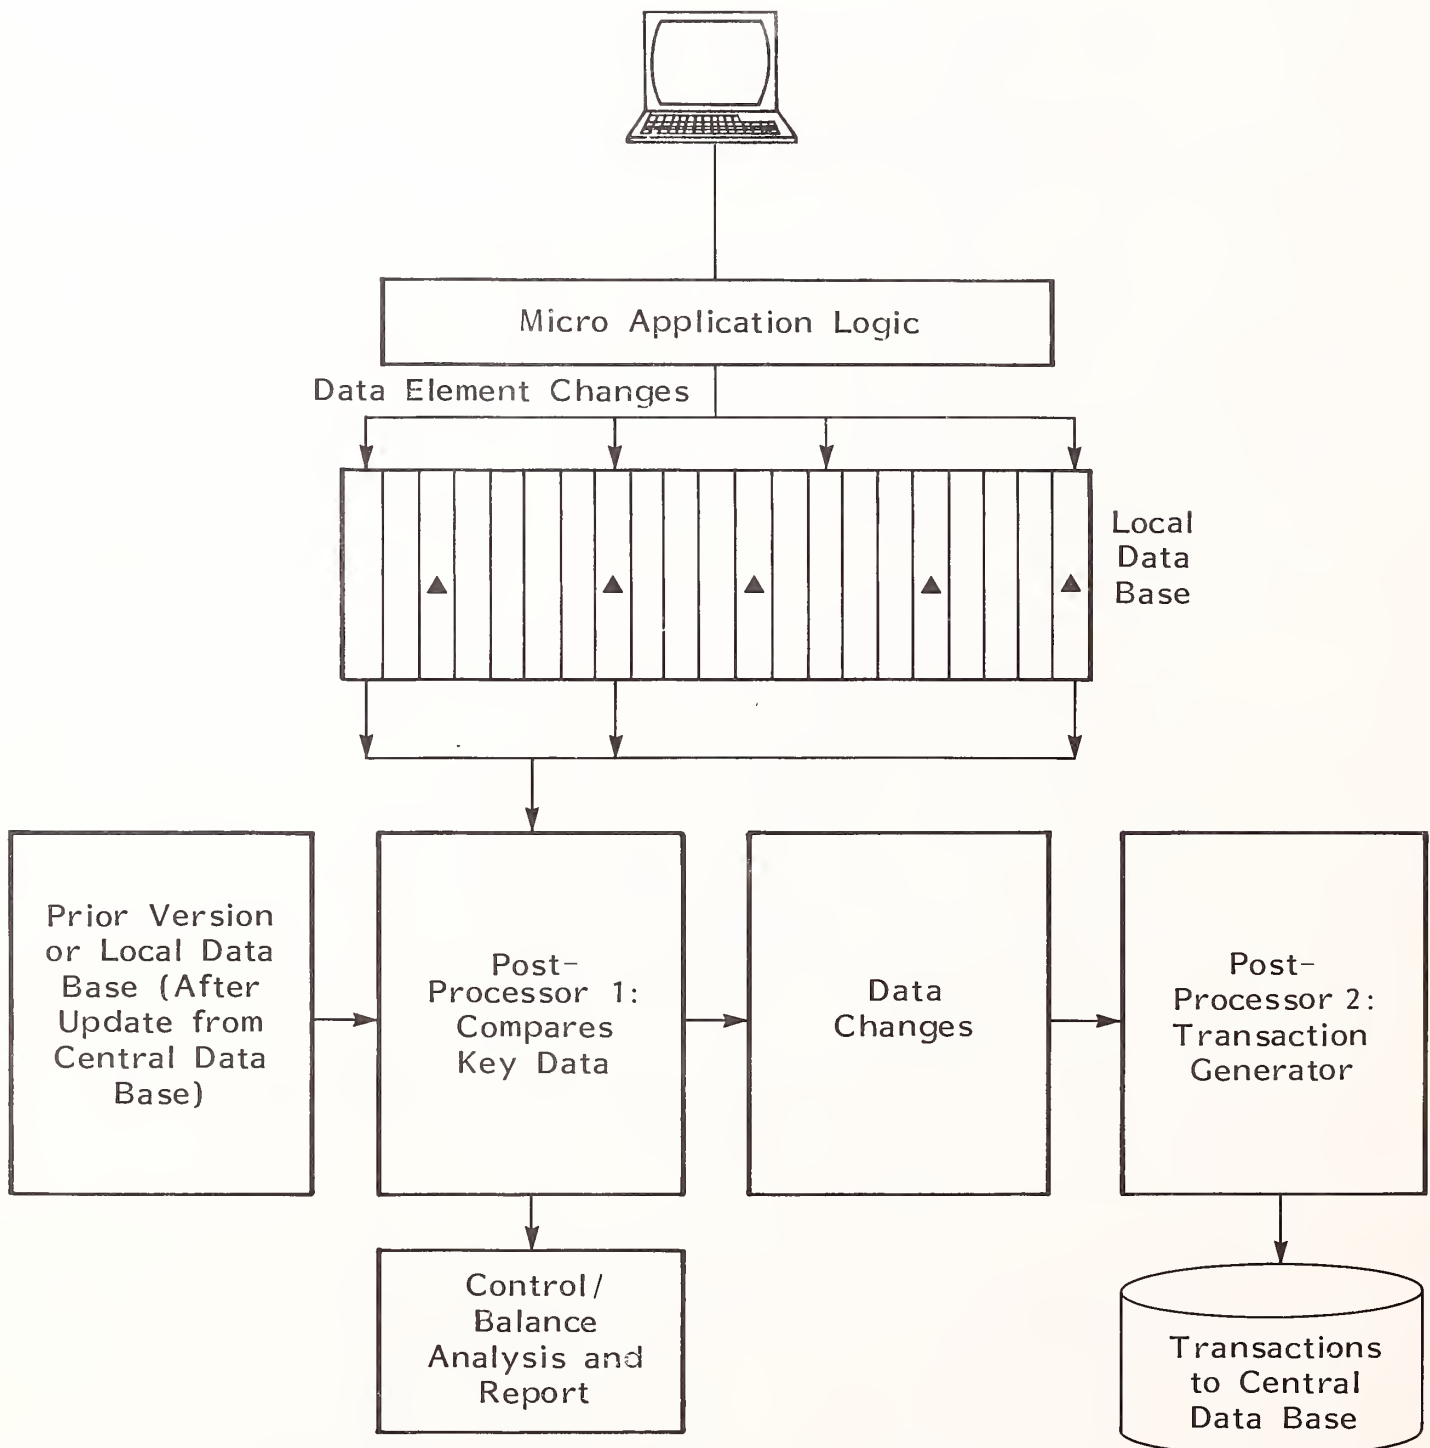 Micro Application Logic
Data Element Changes
Local
Data
Base
Prior Version
or Local Data
Base (After
Update from
Central Data
Base)
Post-
Processor 1:
Compares
Key Data
Data
Changes
Post-
Processor 2:
Transaction
Generator
Control/
Balance
Analysis and
Report
Transactions
to Central
Data Base